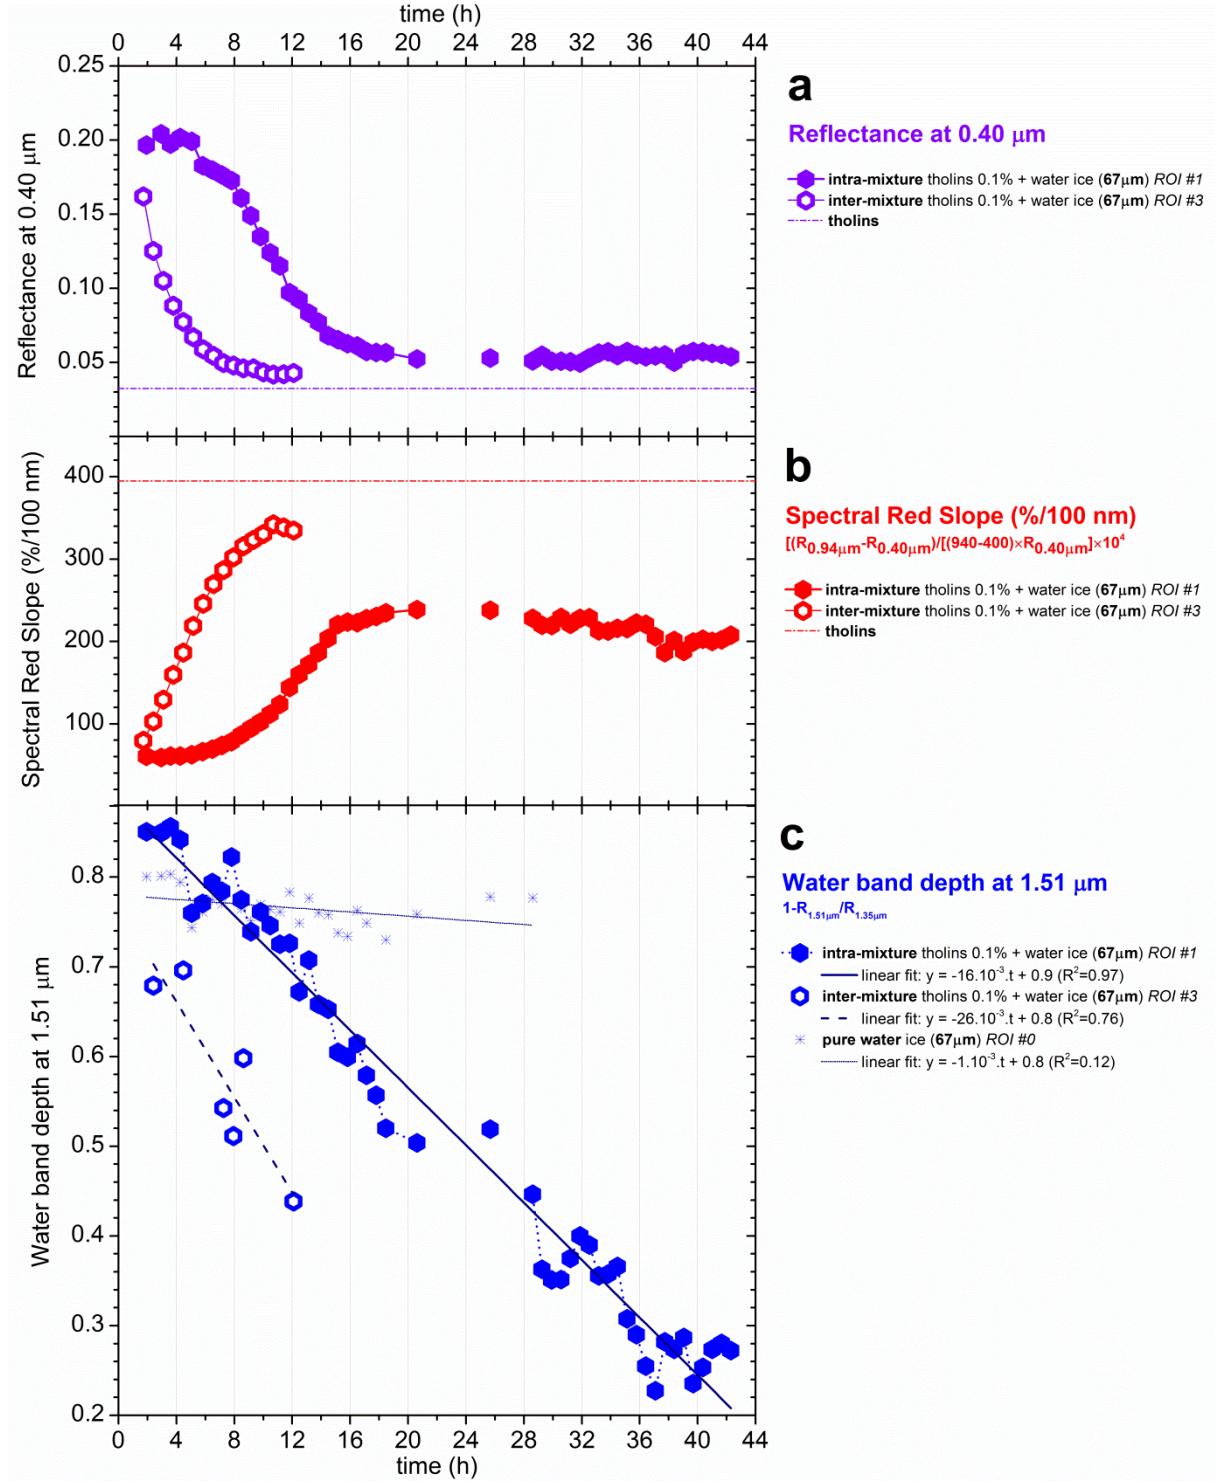 time (h)
0 4 8 12 16 20 24 28 32 36 40 44
Reflectance at 0.40 μm
0.25
0.20
0.15
0.10
0.05
a
Reflectance at 0.40 μm
intra-mixture tholins 0.1% + water ice (67μm) ROI #1
inter-mixture tholins 0.1% + water ice (67μm) ROI #3
tholins
Spectral Red Slope (%/100 nm)
400
300
200
100
b
Spectral Red Slope (%/100 nm)
[(R0.94μm-R0.40μm)/[(940-400)×R0.40μm]×10⁴
intra-mixture tholins 0.1% + water ice (67μm) ROI #1
inter-mixture tholins 0.1% + water ice (67μm) ROI #3
tholins
Water band depth at 1.51 μm
0.8
0.7
0.6
0.5
0.4
0.3
0.2
c
Water band depth at 1.51 μm
1-R1.51μm/R1.35μm
intra-mixture tholins 0.1% + water ice (67μm) ROI #1
linear fit: y = -16.10⁻³.t + 0.9 (R²=0.97)
inter-mixture tholins 0.1% + water ice (67μm) ROI #3
linear fit: y = -26.10⁻³.t + 0.8 (R²=0.76)
pure water ice (67μm) ROI #0
linear fit: y = -1.10⁻³.t + 0.8 (R²=0.12)
0 4 8 12 16 20 24 28 32 36 40 44
time (h)